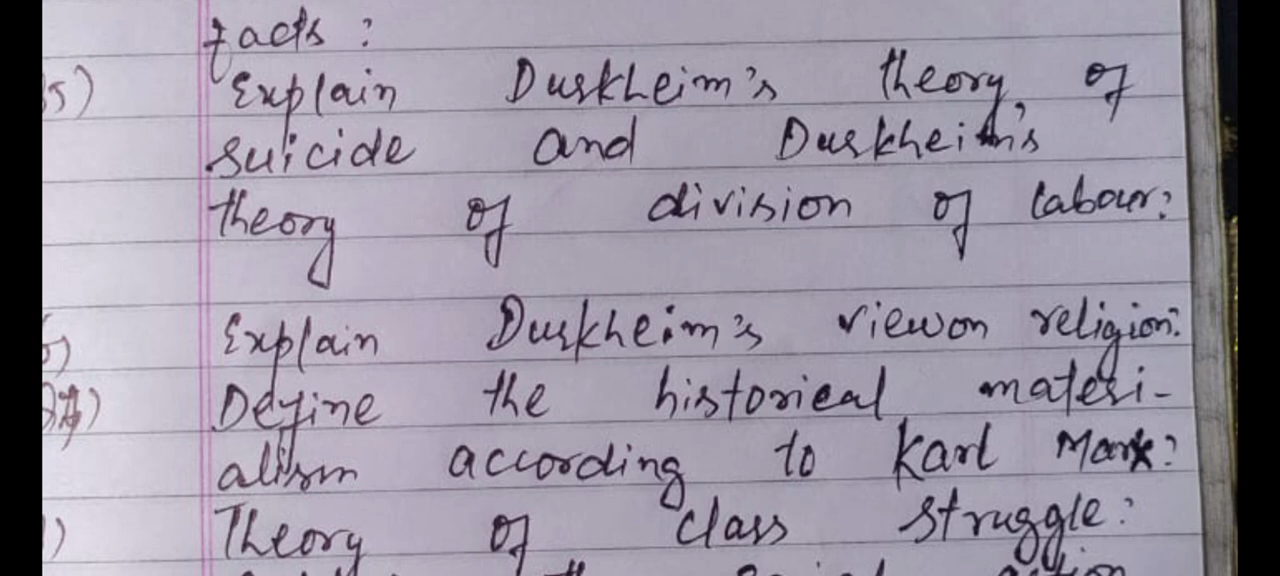 facts :
5) Explain Durkheim's theory of
suicide and Durkheim's
theory of division of labour:
Explain Durkheim's view on religion:
Define the historical materi-
alism according to Karl Marx:
) Theory of class struggle: